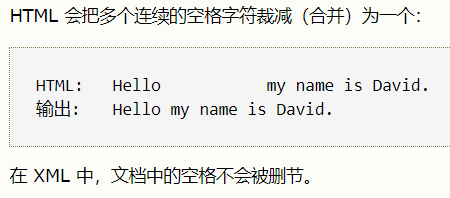 HTML 会把多个连续的空格字符裁减（合并）为一个：
HTML:   Hello           my name is David.
输出:   Hello my name is David.
在 XML 中，文档中的空格不会被删节。